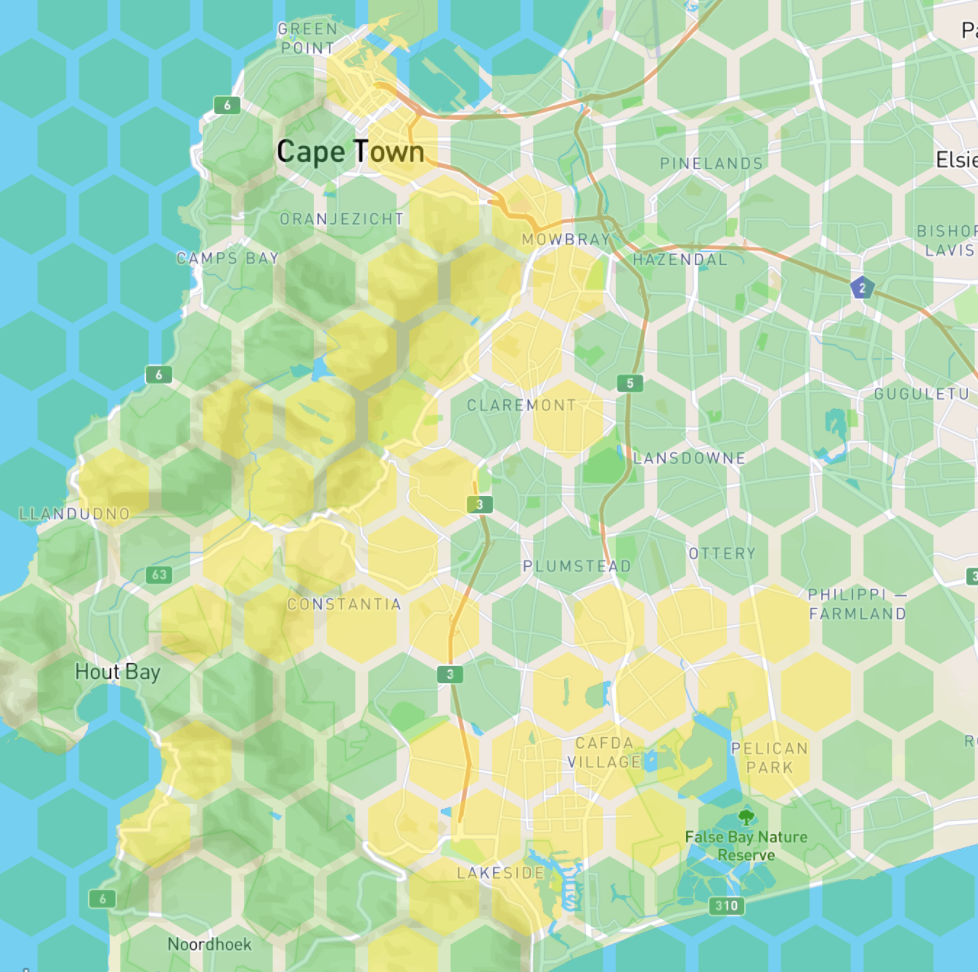 GREEN
POINT
Pa
6
Cape Town
PINELANDS
Elsie
ORANJEZICHT
MOWBRAY
BISHOP
LAVIS
CAMPS BAY
HAZENDAL
2
6
5
GUGULETU
CLAREMONT
LANSDOWNE
3
LLANDUDNO
63
PLUMSTEAD
OTTERY
3
CONSTANTIA
PHILIPPI —
FARMLAND
Hout Bay
3
CAFDA
VILLAGE
PELICAN
PARK
R
False Bay Nature
Reserve
LAKESIDE
6
310
Noordhoek